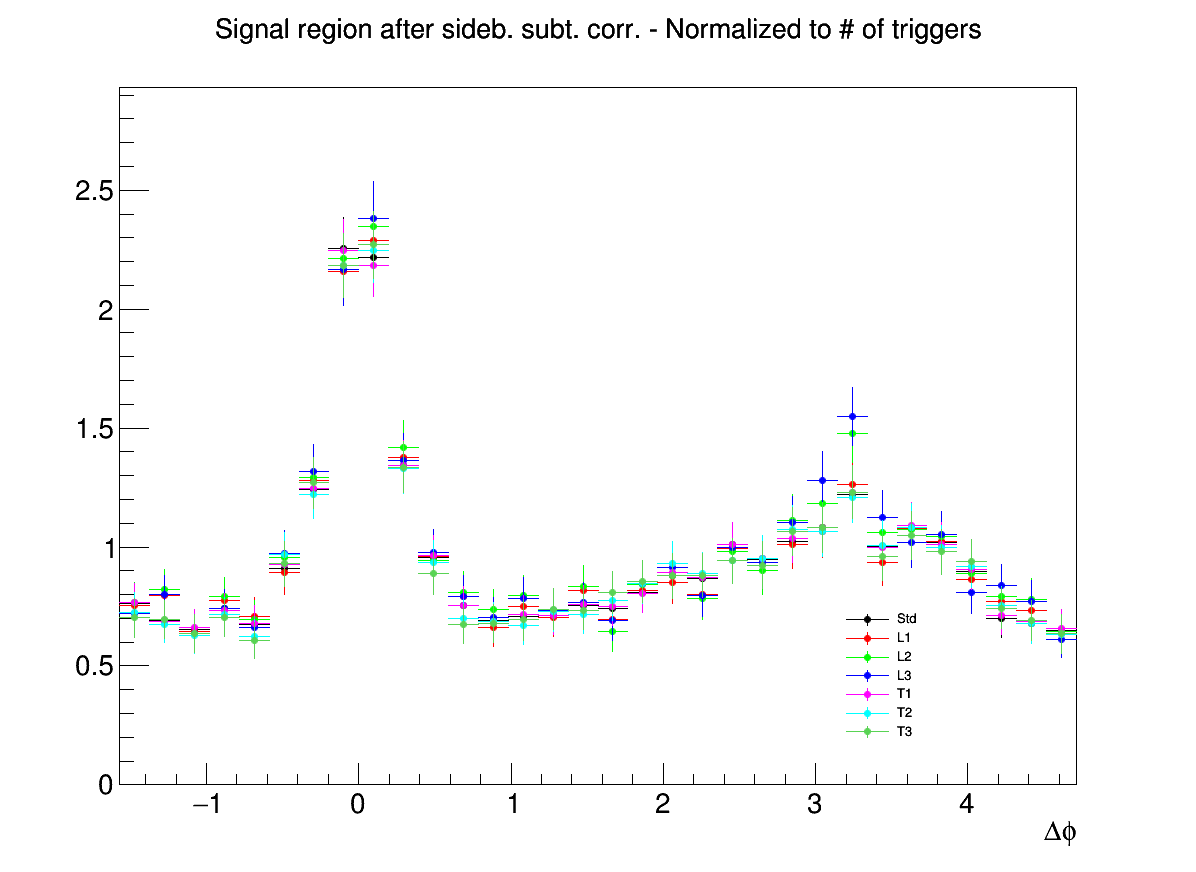 Signal region after sideb. subt. corr. - Normalized to # of triggers
2.5
2
1.5
1
0.5
0
Std
L1
L2
L3
T1
T2
T3
−1 0 1 2 3 4
Δϕ